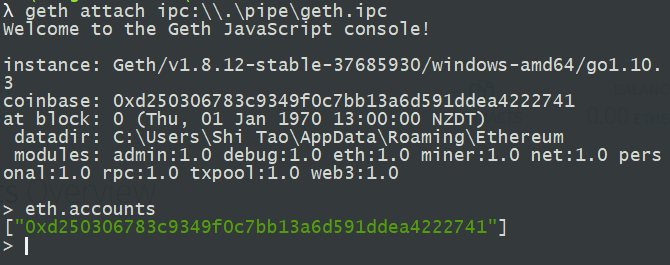 λ geth attach ipc:\\.\pipe\geth.ipc
Welcome to the Geth JavaScript console!
instance: Geth/v1.8.12-stable-37685930/windows-amd64/go1.10.
3
coinbase: 0xd250306783c9349f0c7bb13a6d591ddea4222741
at block: 0 (Thu, 01 Jan 1970 13:00:00 NZDT)
 datadir: C:\Users\Shi Tao\AppData\Roaming\Ethereum
 modules: admin:1.0 debug:1.0 eth:1.0 miner:1.0 net:1.0 pers
onal:1.0 rpc:1.0 txpool:1.0 web3:1.0
> eth.accounts
["0xd250306783c9349f0c7bb13a6d591ddea4222741"]
>